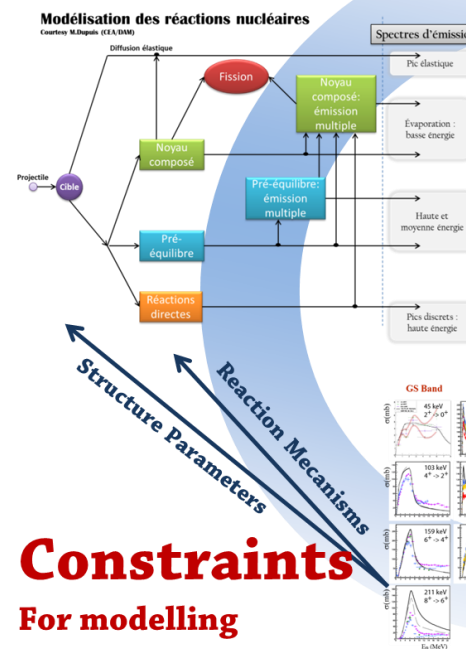 Modélisation des réactions nucléaires
Courtesy M.Dupuis (CEA/DAM)
Spectres d'émissio
Diffusion élastique
Pic élastique
Fission
Noyau
composé:
émission
multiple
Évaporation :
basse énergie
Noyau
composé
Projectile
Cible
Pré-équilibre:
émission
multiple
Haute et
moyenne énergie
Pré-
équilibre
Réactions
directes
Pics discrets :
haute énergie
Structure Parameters
Reaction Mecanisms
GS Band
σ(mb)
45 keV
2⁺ -> 0⁺
σ(mb)
103 keV
4⁺ -> 2⁺
σ(mb)
159 keV
6⁺ -> 4⁺
σ(mb)
211 keV
8⁺ -> 6⁺
Eₙ (MeV)
Constraints
For modelling